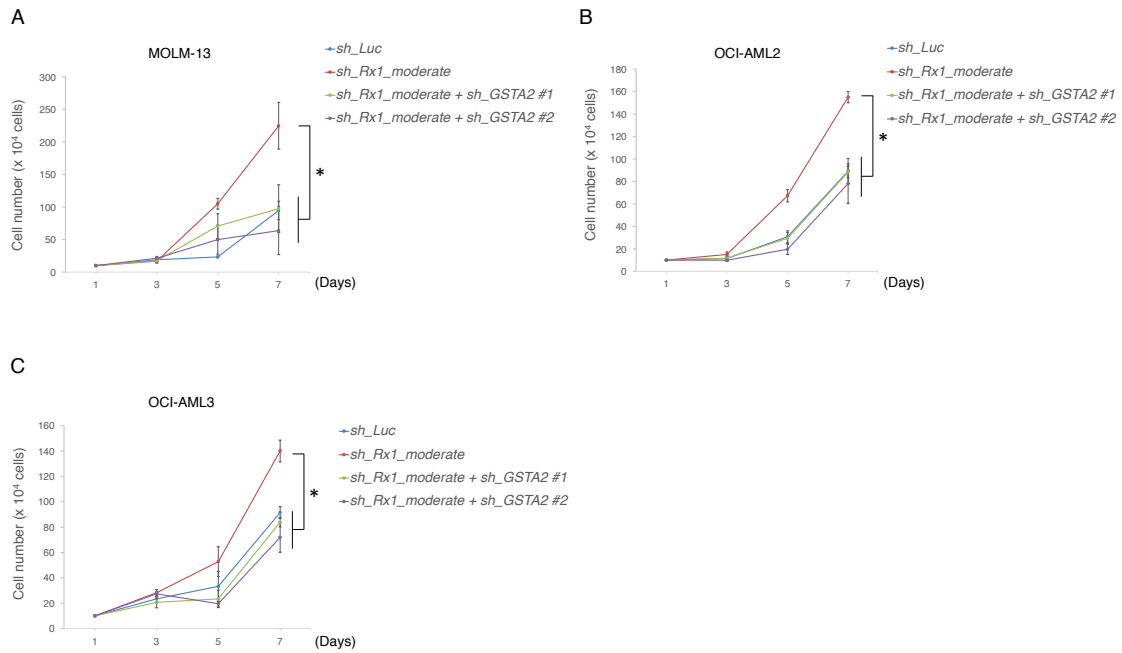 A
MOLM-13
sh_Luc
sh_Rx1_moderate
sh_Rx1_moderate + sh_GSTA2 #1
sh_Rx1_moderate + sh_GSTA2 #2
Cell number (x 10⁴ cells)
300
250
200
150
100
50
0
*
1 3 5 7 (Days)
B
OCI-AML2
sh_Luc
sh_Rx1_moderate
sh_Rx1_moderate + sh_GSTA2 #1
sh_Rx1_moderate + sh_GSTA2 #2
Cell number (x 10⁴ cells)
180
160
140
120
100
80
60
40
20
0
*
1 3 5 7 (Days)
C
OCI-AML3
sh_Luc
sh_Rx1_moderate
sh_Rx1_moderate + sh_GSTA2 #1
sh_Rx1_moderate + sh_GSTA2 #2
Cell number (x 10⁴ cells)
160
140
120
100
80
60
40
20
0
*
1 3 5 7 (Days)